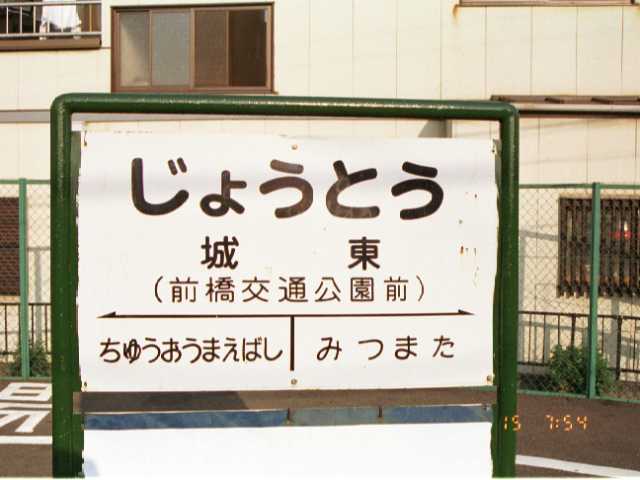 じょうとう
城東
(前橋交通公園前)
ちゅうおうまえばし みつまた
15 7:54